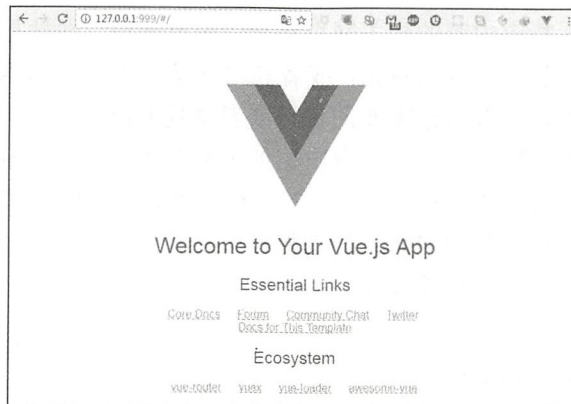 127.0.0.1:999/#/
Welcome to Your Vue.js App
Essential Links
Core Docs Forum Community Chat Twitter
Docs for This Template
Ecosystem
vue-router vuex vue-loader awesome-vue